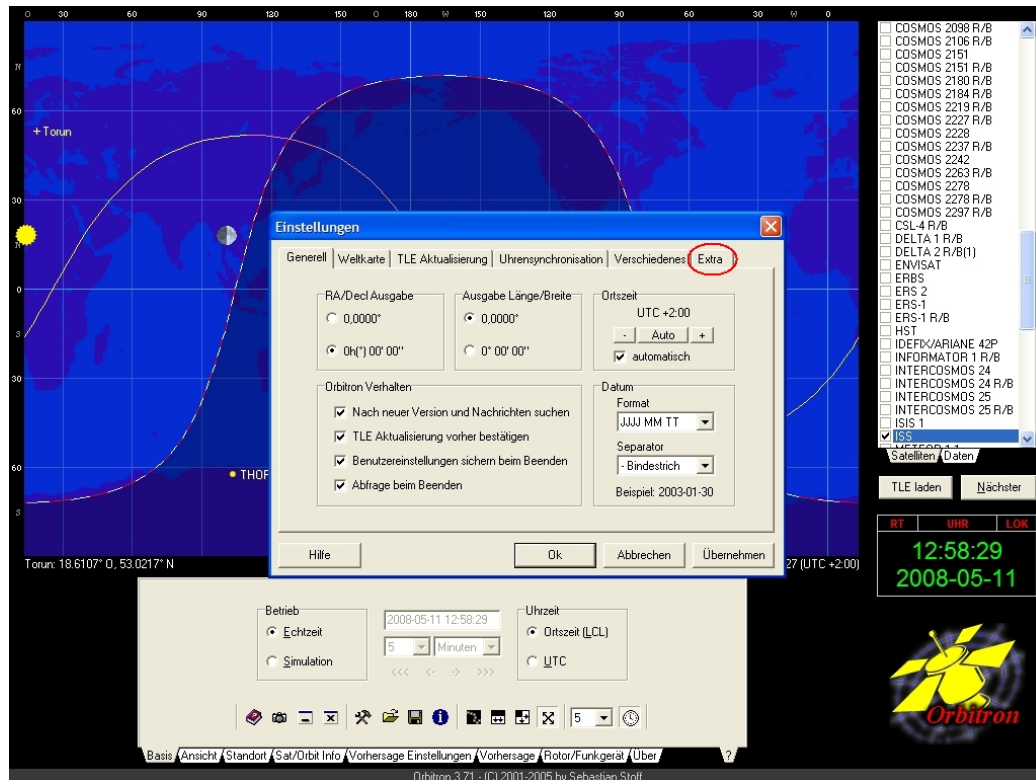 O 30 60 90 120 150 O 180 W 150 120 90 60 30 W 0
N
60
+ Torun
30
N
0
S
30
60
THOR
S
Torun: 18.6107° O, 53.0217° N
27 (UTC +2:00)
Einstellungen
Generell Weltkarte TLE Aktualisierung Uhrensynchronisation Verschiedenes Extra
RA/Decl Ausgabe
0,0000°
0h(°) 00' 00''
Ausgabe Länge/Breite
0,0000°
0° 00' 00''
Ortszeit
UTC +2:00
- Auto +
automatisch
Orbitron Verhalten
Nach neuer Version und Nachrichten suchen
TLE Aktualisierung vorher bestätigen
Benutzereinstellungen sichern beim Beenden
Abfrage beim Beenden
Datum
Format
JJJJ MM TT
Separator
- Bindestrich
Beispiel: 2003-01-30
Hilfe Ok Abbrechen Übernehmen
COSMOS 2098 R/B
COSMOS 2106 R/B
COSMOS 2151
COSMOS 2151 R/B
COSMOS 2180 R/B
COSMOS 2184 R/B
COSMOS 2219 R/B
COSMOS 2227 R/B
COSMOS 2228
COSMOS 2237 R/B
COSMOS 2242
COSMOS 2263 R/B
COSMOS 2278
COSMOS 2278 R/B
COSMOS 2297 R/B
CSL-4 R/B
DELTA 1 R/B
DELTA 2 R/B(1)
ENVISAT
ERBS
ERS 2
ERS-1
ERS-1 R/B
HST
IDEFIX/ARIANE 42P
INFORMATOR 1 R/B
INTERCOSMOS 24
INTERCOSMOS 24 R/B
INTERCOSMOS 25
INTERCOSMOS 25 R/B
ISIS 1
ISS
METEOR 1-1
Satelliten Daten
TLE laden Nächster
RT UHR LOK
12:58:29
2008-05-11
Orbitron
Betrieb
Echtzeit
Simulation
2008-05-11 12:58:29
5 Minuten
<<< <- -> >>>
Uhrzeit
Ortszeit (LCL)
UTC
5
Basis Ansicht Standort Sat/Orbit Info Vorhersage Einstellungen Vorhersage Rotor/Funkgerät Über ?
Orbitron 3.71 - (C) 2001-2005 by Sebastian Stoff